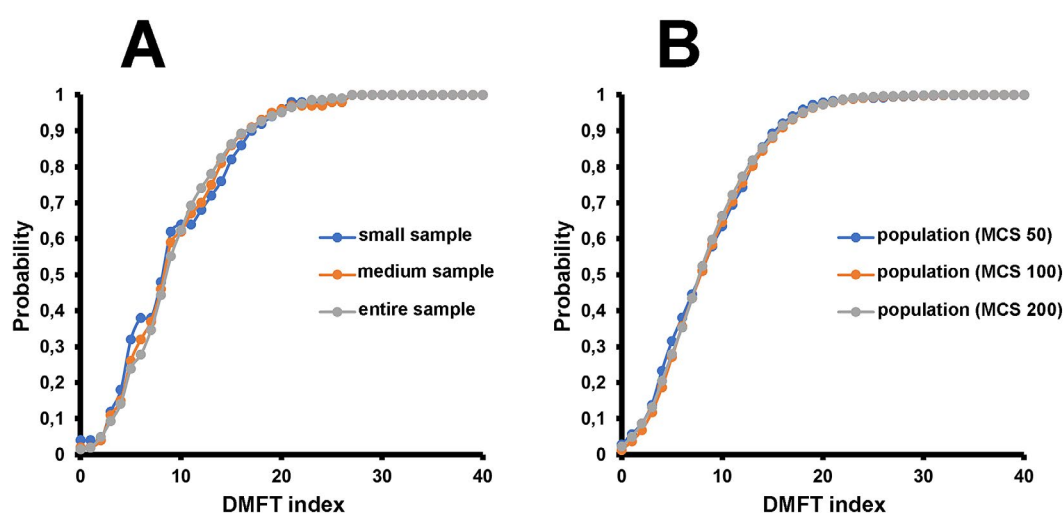 A
B
1
0,9
0,8
0,7
0,6
0,5
0,4
0,3
0,2
0,1
0
Probability
0
10
20
30
40
DMFT index
small sample
medium sample
entire sample
1
0,9
0,8
0,7
0,6
0,5
0,4
0,3
0,2
0,1
0
Probability
0
10
20
30
40
DMFT index
population (MCS 50)
population (MCS 100)
population (MCS 200)